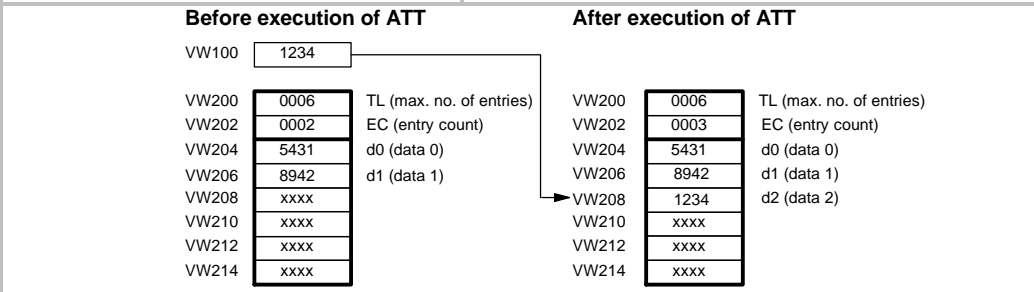 Before execution of ATT After execution of ATT
VW100 1234
VW200 0006 TL (max. no. of entries) VW200 0006 TL (max. no. of entries)
VW202 0002 EC (entry count) VW202 0003 EC (entry count)
VW204 5431 d0 (data 0) VW204 5431 d0 (data 0)
VW206 8942 d1 (data 1) VW206 8942 d1 (data 1)
VW208 xxxx VW208 1234 d2 (data 2)
VW210 xxxx VW210 xxxx
VW212 xxxx VW212 xxxx
VW214 xxxx VW214 xxxx